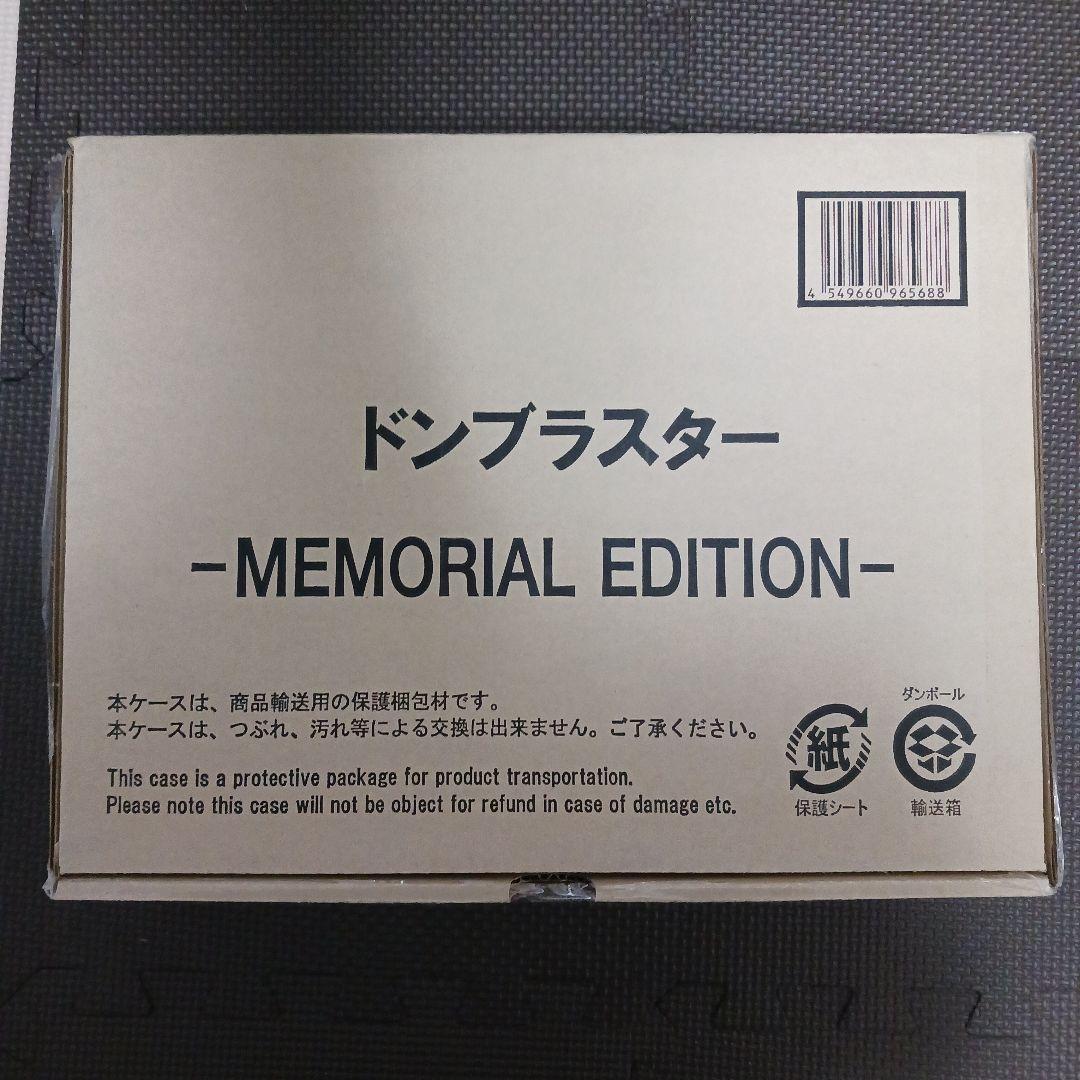 4 549660 965688
ドンブラスター
-MEMORIAL EDITION-
本ケースは、商品輸送用の保護梱包材です。
本ケースは、つぶれ、汚れ等による交換は出来ません。ご了承ください。
This case is a protective package for product transportation.
Please note this case will not be object for refund in case of damage etc.
紙
保護シート
ダンボール
輸送箱